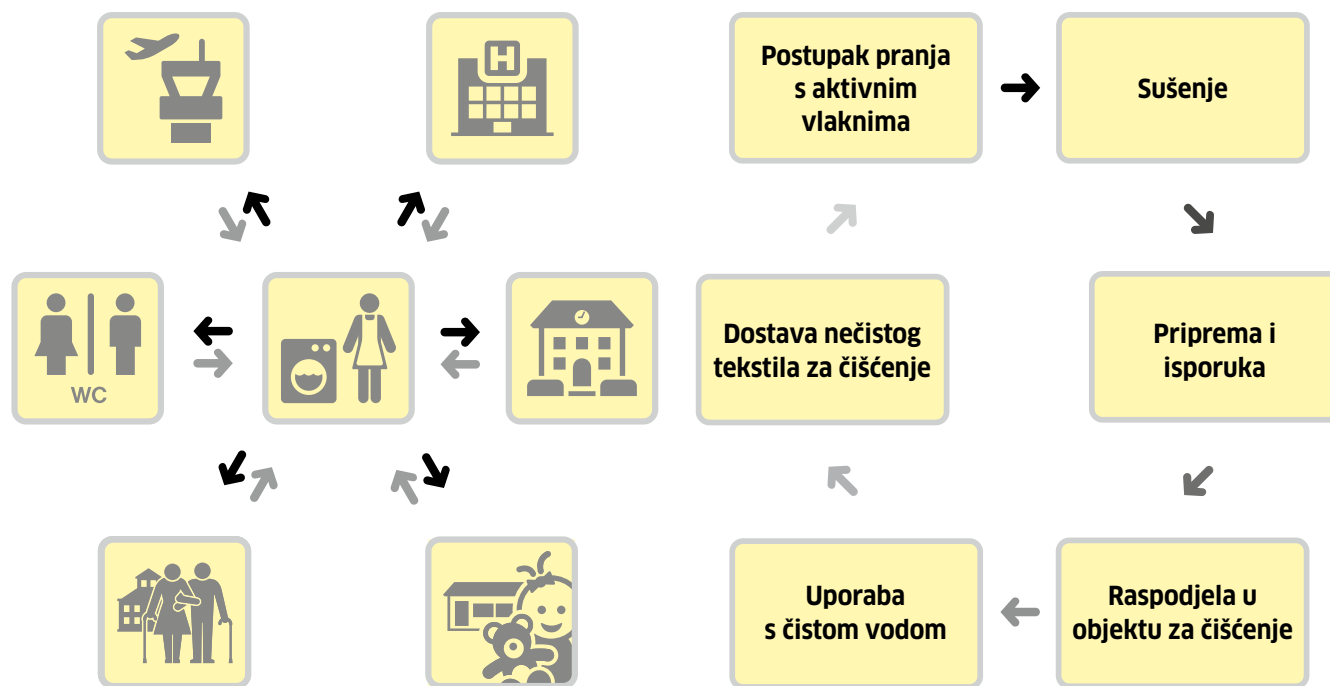 H
Postupak pranja
s aktivnim
vlaknima
Sušenje
WC
Dostava nečistog
tekstila za čišćenje
Priprema i
isporuka
Uporaba
s čistom vodom
Raspodjela u
objektu za čišćenje